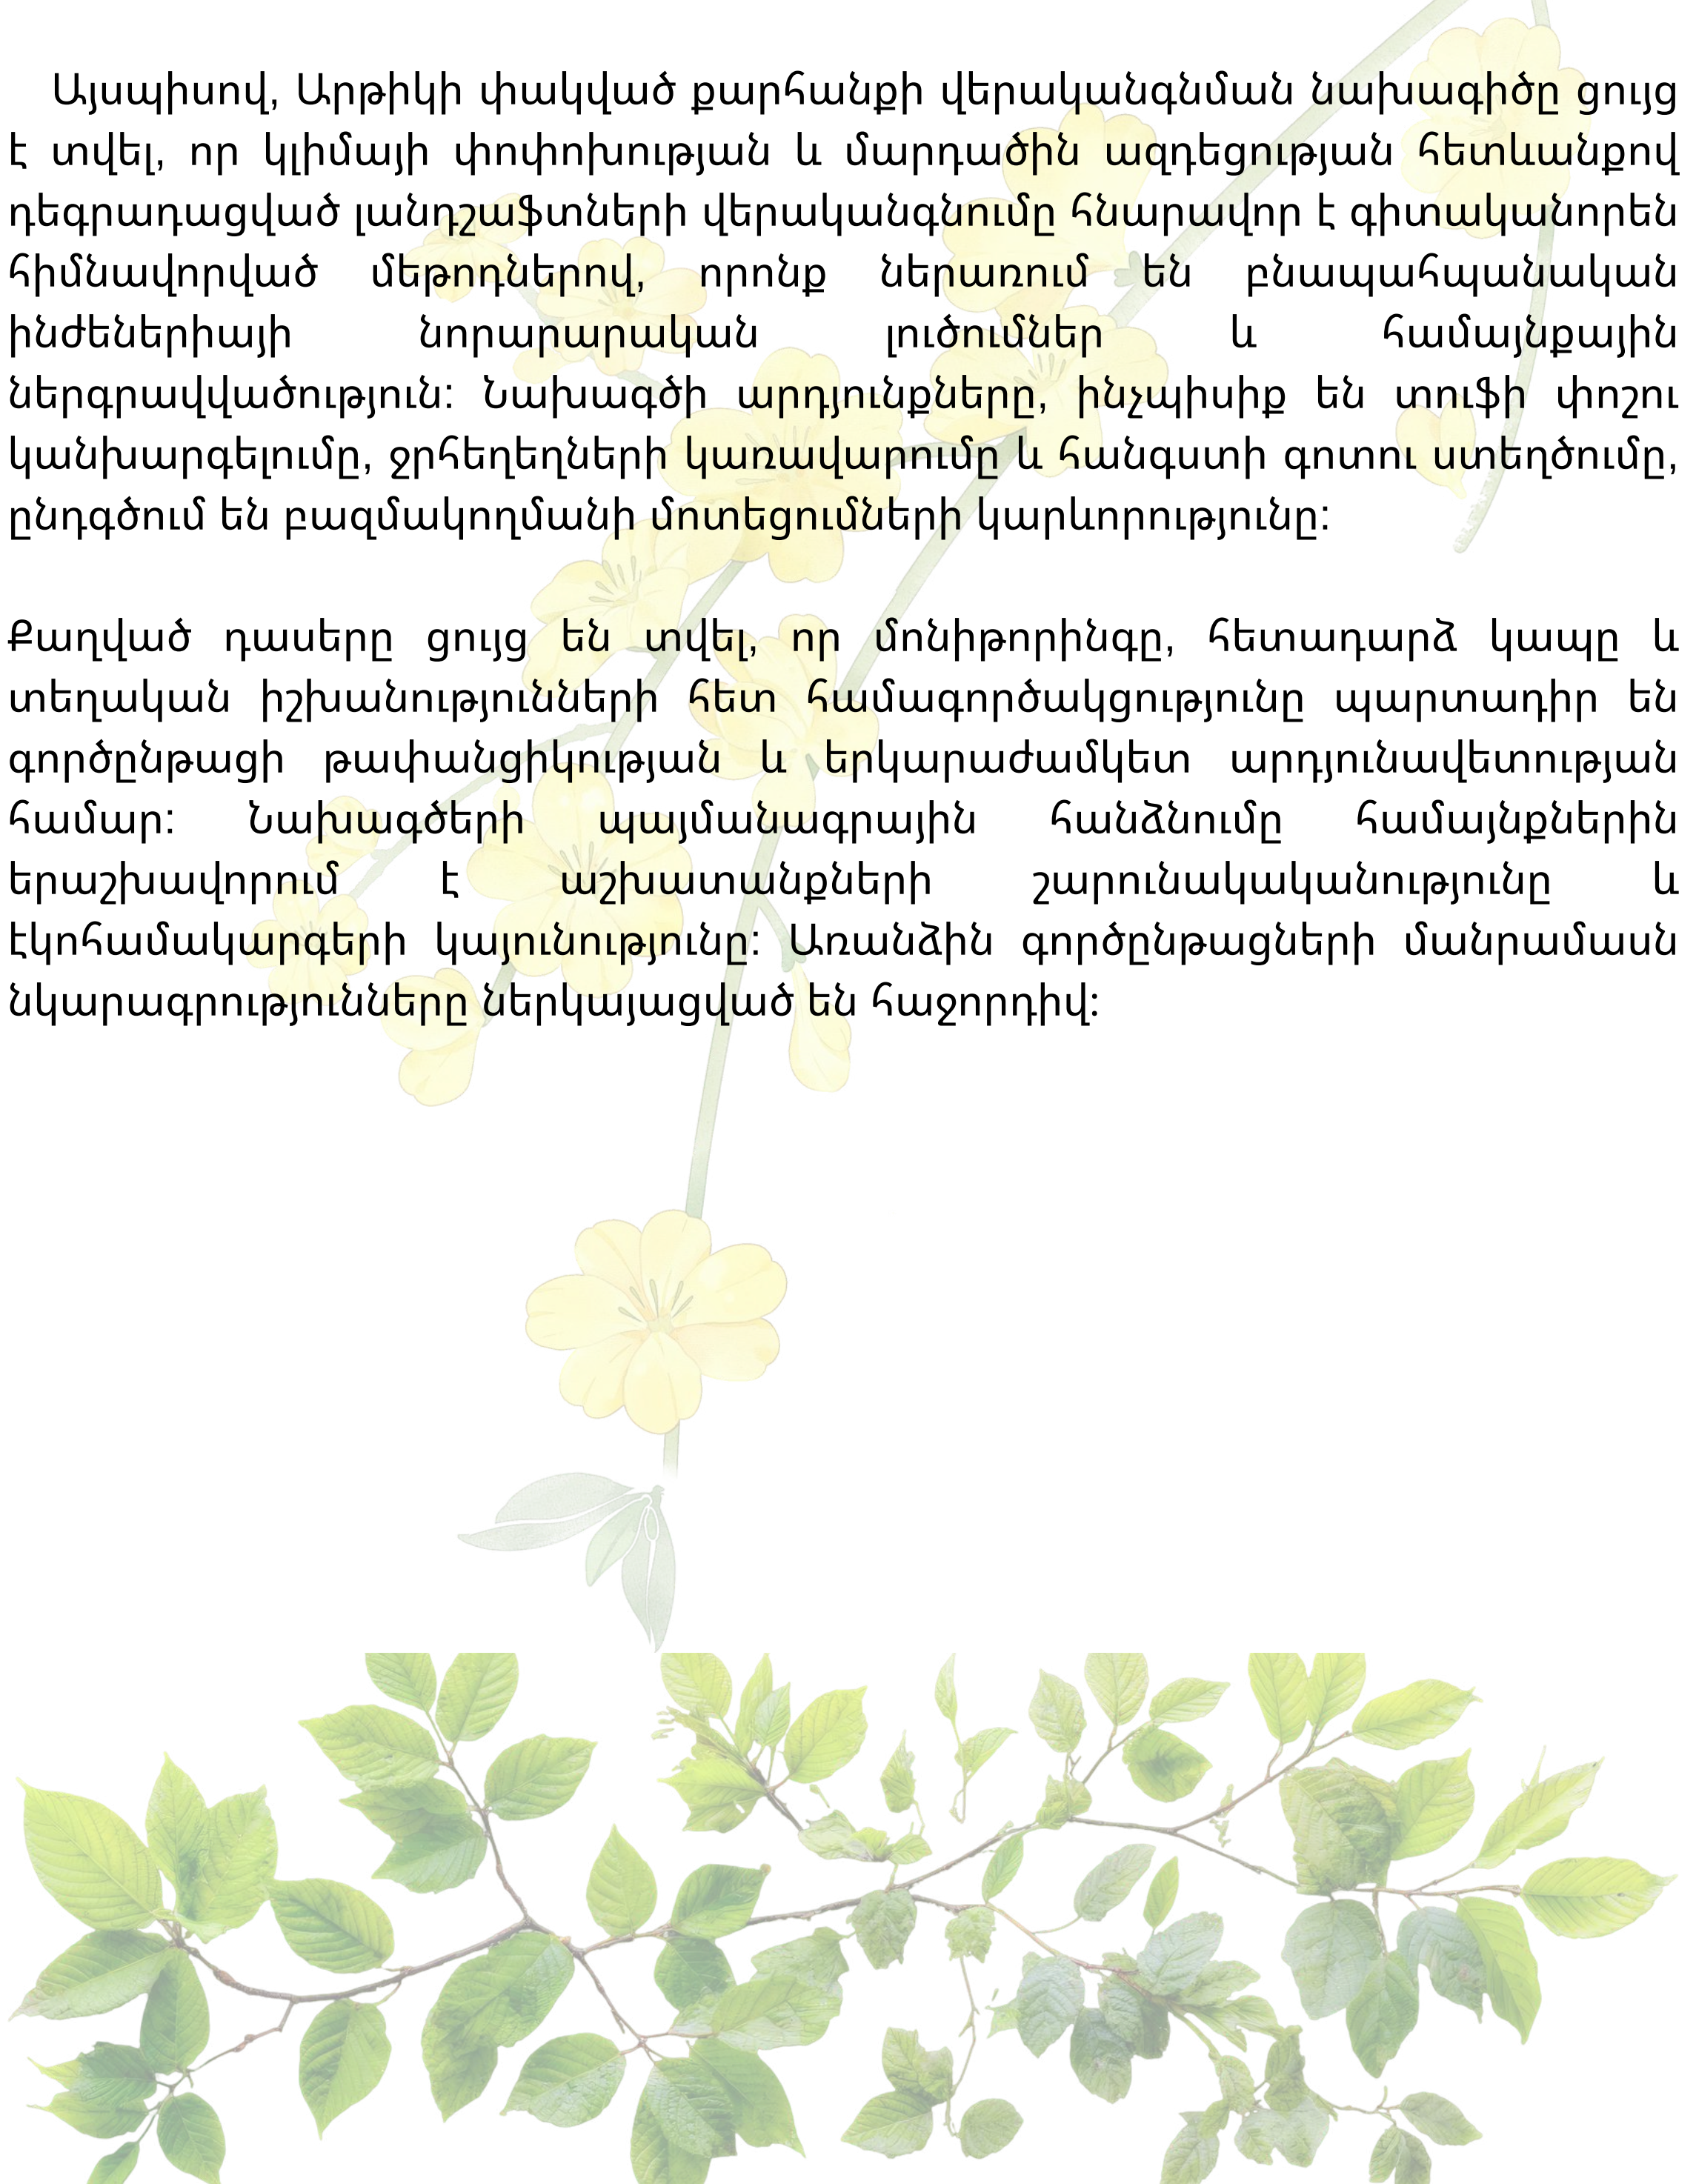 Այսպիսով, Արթիկի փակված քարհանքի վերականգնման նախագիծը ցույց
է տվել, որ կլիմայի փոփոխության և մարդածին ազդեցության հետևանքով
դեգրադացված լանդշաֆտների վերականգնումը հնարավոր է գիտականորեն
հիմնավորված մեթոդներով, որոնք ներառում են բնապահպանական
ինժեներիայի նորարարական լուծումներ և համայնքային
ներգրավվածություն: Նախագծի արդյունքները, ինչպիսիք են տուֆի փոշու
կանխարգելումը, ջրհեղեղների կառավարումը և հանգստի գոտու ստեղծումը,
ընդգծում են բազմակողմանի մոտեցումների կարևորությունը:
Քաղված դասերը ցույց են տվել, որ մոնիթորինգը, հետադարձ կապը և
տեղական իշխանությունների հետ համագործակցությունը պարտադիր են
գործընթացի թափանցիկության և երկարաժամկետ արդյունավետության
համար: Նախագծերի պայմանագրային հանձնումը համայնքներին
երաշխավորում է աշխատանքների շարունակականությունը և
էկոհամակարգերի կայունությունը: Առանձին գործընթացների մանրամասն
նկարագրությունները ներկայացված են հաջորդիվ: